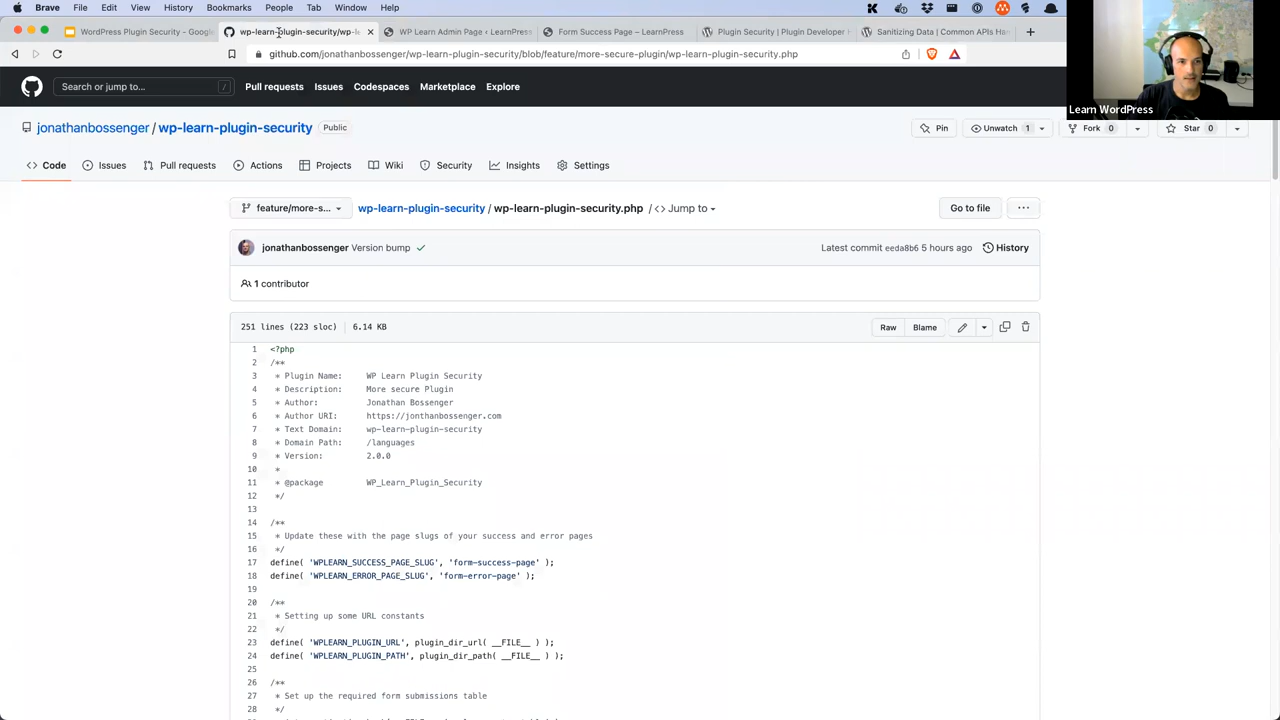 Brave File Edit View History Bookmarks People Tab Window Help
WordPress Plugin Security - Google
wp-learn-plugin-security/wp-le
WP Learn Admin Page ‹ LearnPress
Form Success Page – LearnPress
Plugin Security | Plugin Developer
Sanitizing Data | Common APIs Han
github.com/jonathanbossenger/wp-learn-plugin-security/blob/feature/more-secure-plugin/wp-learn-plugin-security.php
Learn WordPress
Search or jump to... /
Pull requests Issues Codespaces Marketplace Explore
jonathanbossenger / wp-learn-plugin-security Public
Pin Unwatch 1 Fork 0 Star 0
Code Issues Pull requests Actions Projects Wiki Security Insights Settings
feature/more-s... wp-learn-plugin-security / wp-learn-plugin-security.php / <> Jump to Go to file ...
jonathanbossenger Version bump Latest commit eeda8b6 5 hours ago History
1 contributor
251 lines (223 sloc) 6.14 KB Raw Blame
1 <?php
2 /**
3 * Plugin Name: WP Learn Plugin Security
4 * Description: More secure Plugin
5 * Author: Jonathan Bossenger
6 * Author URI: https://jonthanbossenger.com
7 * Text Domain: wp-learn-plugin-security
8 * Domain Path: /languages
9 * Version: 2.0.0
10 *
11 * @package WP_Learn_Plugin_Security
12 */
13
14 /**
15 * Update these with the page slugs of your success and error pages
16 */
17 define( 'WPLEARN_SUCCESS_PAGE_SLUG', 'form-success-page' );
18 define( 'WPLEARN_ERROR_PAGE_SLUG', 'form-error-page' );
19
20 /**
21 * Setting up some URL constants
22 */
23 define( 'WPLEARN_PLUGIN_URL', plugin_dir_url( __FILE__ ) );
24 define( 'WPLEARN_PLUGIN_PATH', plugin_dir_path( __FILE__ ) );
25
26 /**
27 * Set up the required form submissions table
28 */